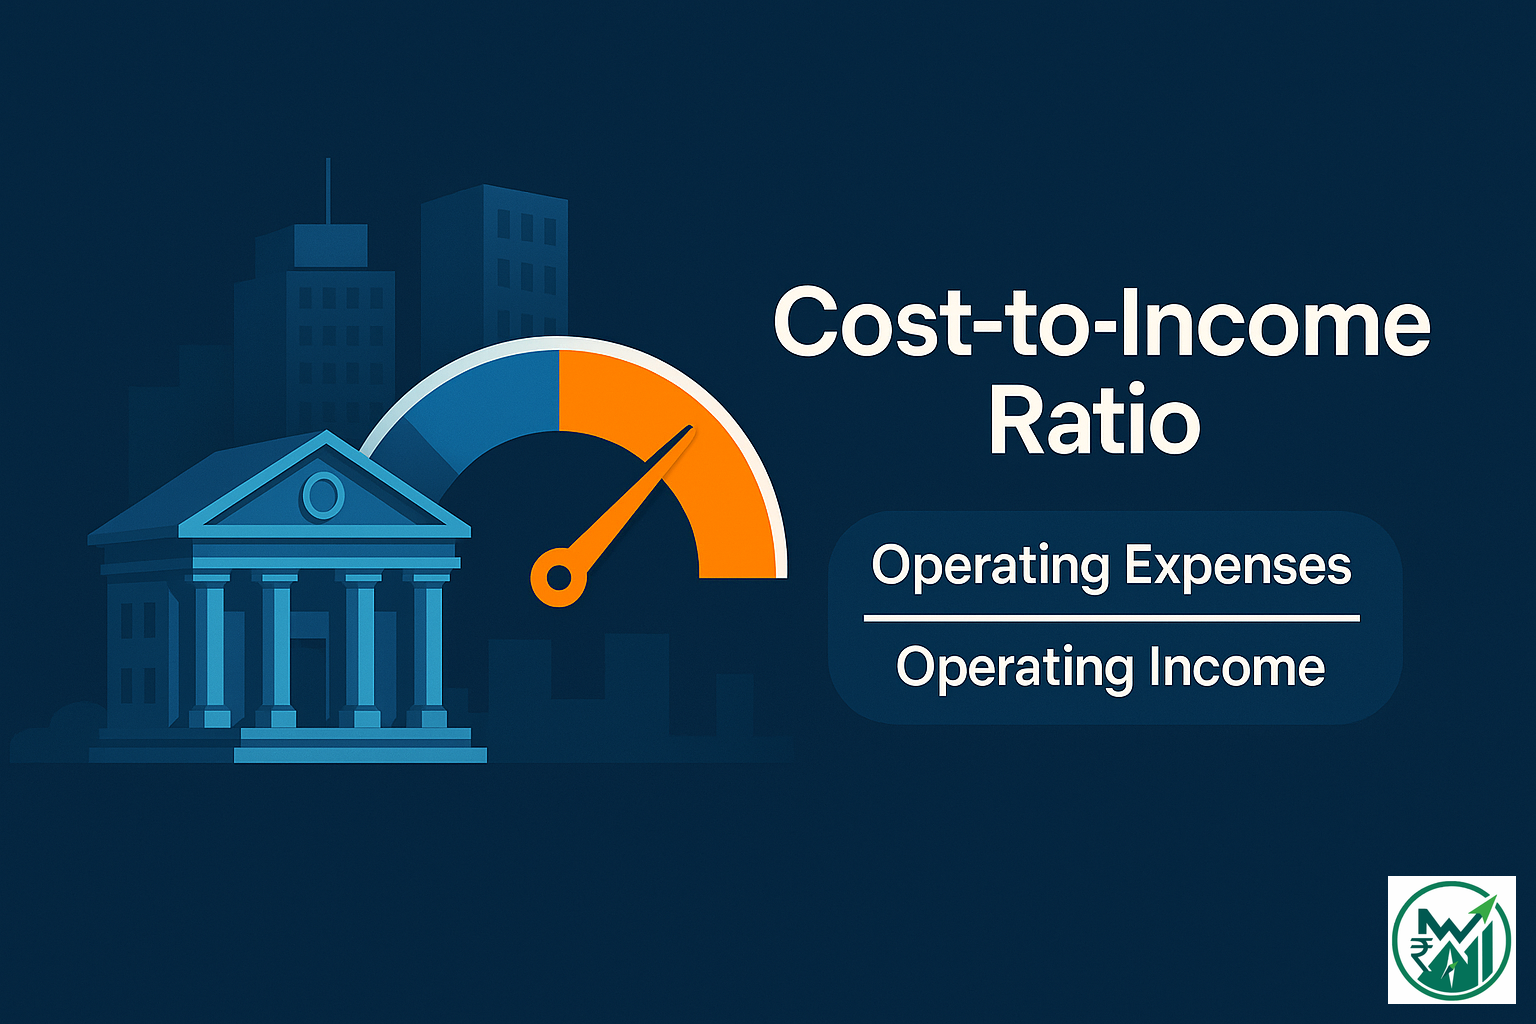 Cost-to-Income
Ratio
Operating Expenses
Operating Income
₹